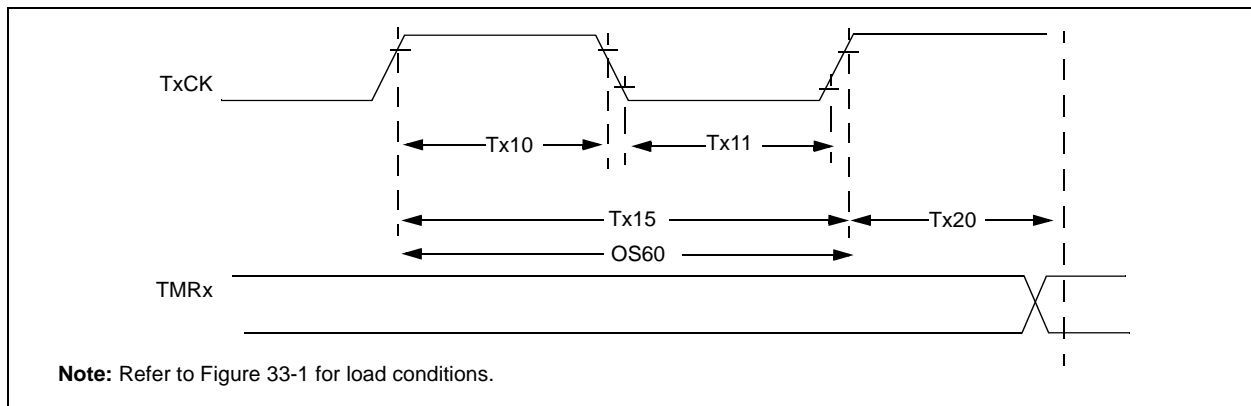 TxCK
Tx10
Tx11
Tx15
Tx20
OS60
TMRx
Note: Refer to Figure 33-1 for load conditions.